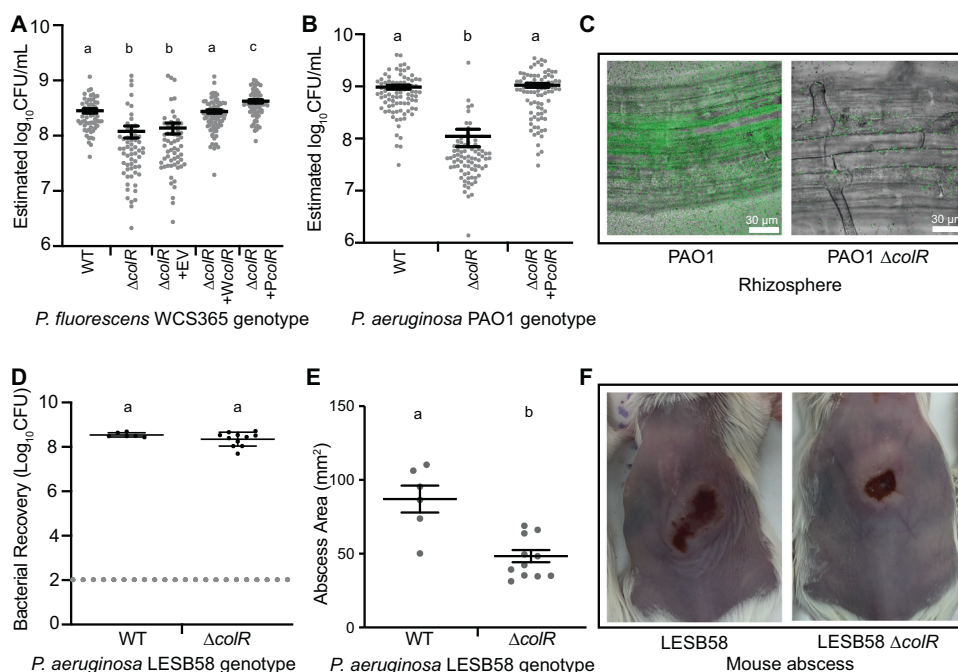 A
Estimated log10CFU/mL
10
9
8
7
6
a b b a c
WT
ΔcolR
ΔcolR
+EV
ΔcolR
+WcolR
ΔcolR
+PcolR
P. fluorescens WCS365 genotype
B
Estimated log10CFU/mL
10
9
8
7
6
a b a
WT
ΔcolR
ΔcolR
+PcolR
P. aeruginosa PAO1 genotype
C
30 µm
30 µm
PAO1 PAO1 ΔcolR
Rhizosphere
D
Bacterial Recovery (Log10CFU)
10
8
6
4
2
0
a a
WT ΔcolR
P. aeruginosa LESB58 genotype
E
Abscess Area (mm2)
150
100
50
0
a b
WT ΔcolR
P. aeruginosa LESB58 genotype
F
LESB58 LESB58 ΔcolR
Mouse abscess